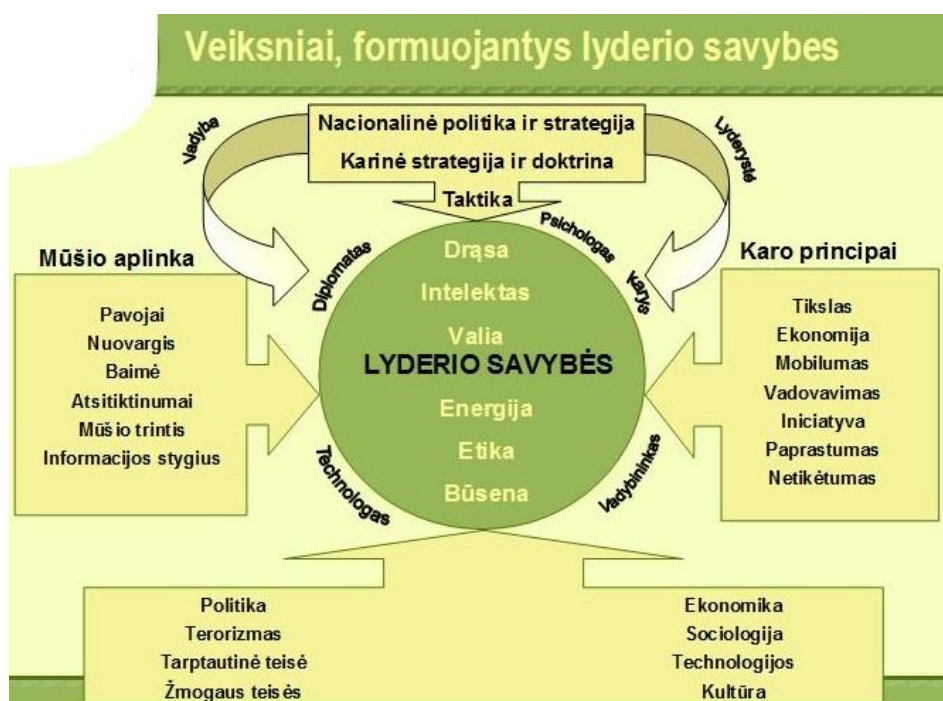 Veiksniai, formuojantys lyderio savybes
Vadyba
Nacionalinė politika ir strategija
Karinė strategija ir doktrina
Taktika
Lyderystė
Mūšio aplinka
Pavojai
Nuovargis
Baimė
Atsitiktinumai
Mūšio trintis
Informacijos stygius
Diplomatas
Psichologas
karys
Drąsa
Intelektas
Valia
LYDERIO SAVYBĖS
Energija
Etika
Būsena
Technologas
Vadybininkas
Karo principai
Tikslas
Ekonomija
Mobilumas
Vadovavimas
Iniciatyva
Paprastumas
Netikėtumas
Politika
Terorizmas
Tarptautinė teisė
Žmogaus teisės
Ekonomika
Sociologija
Technologijos
Kultūra